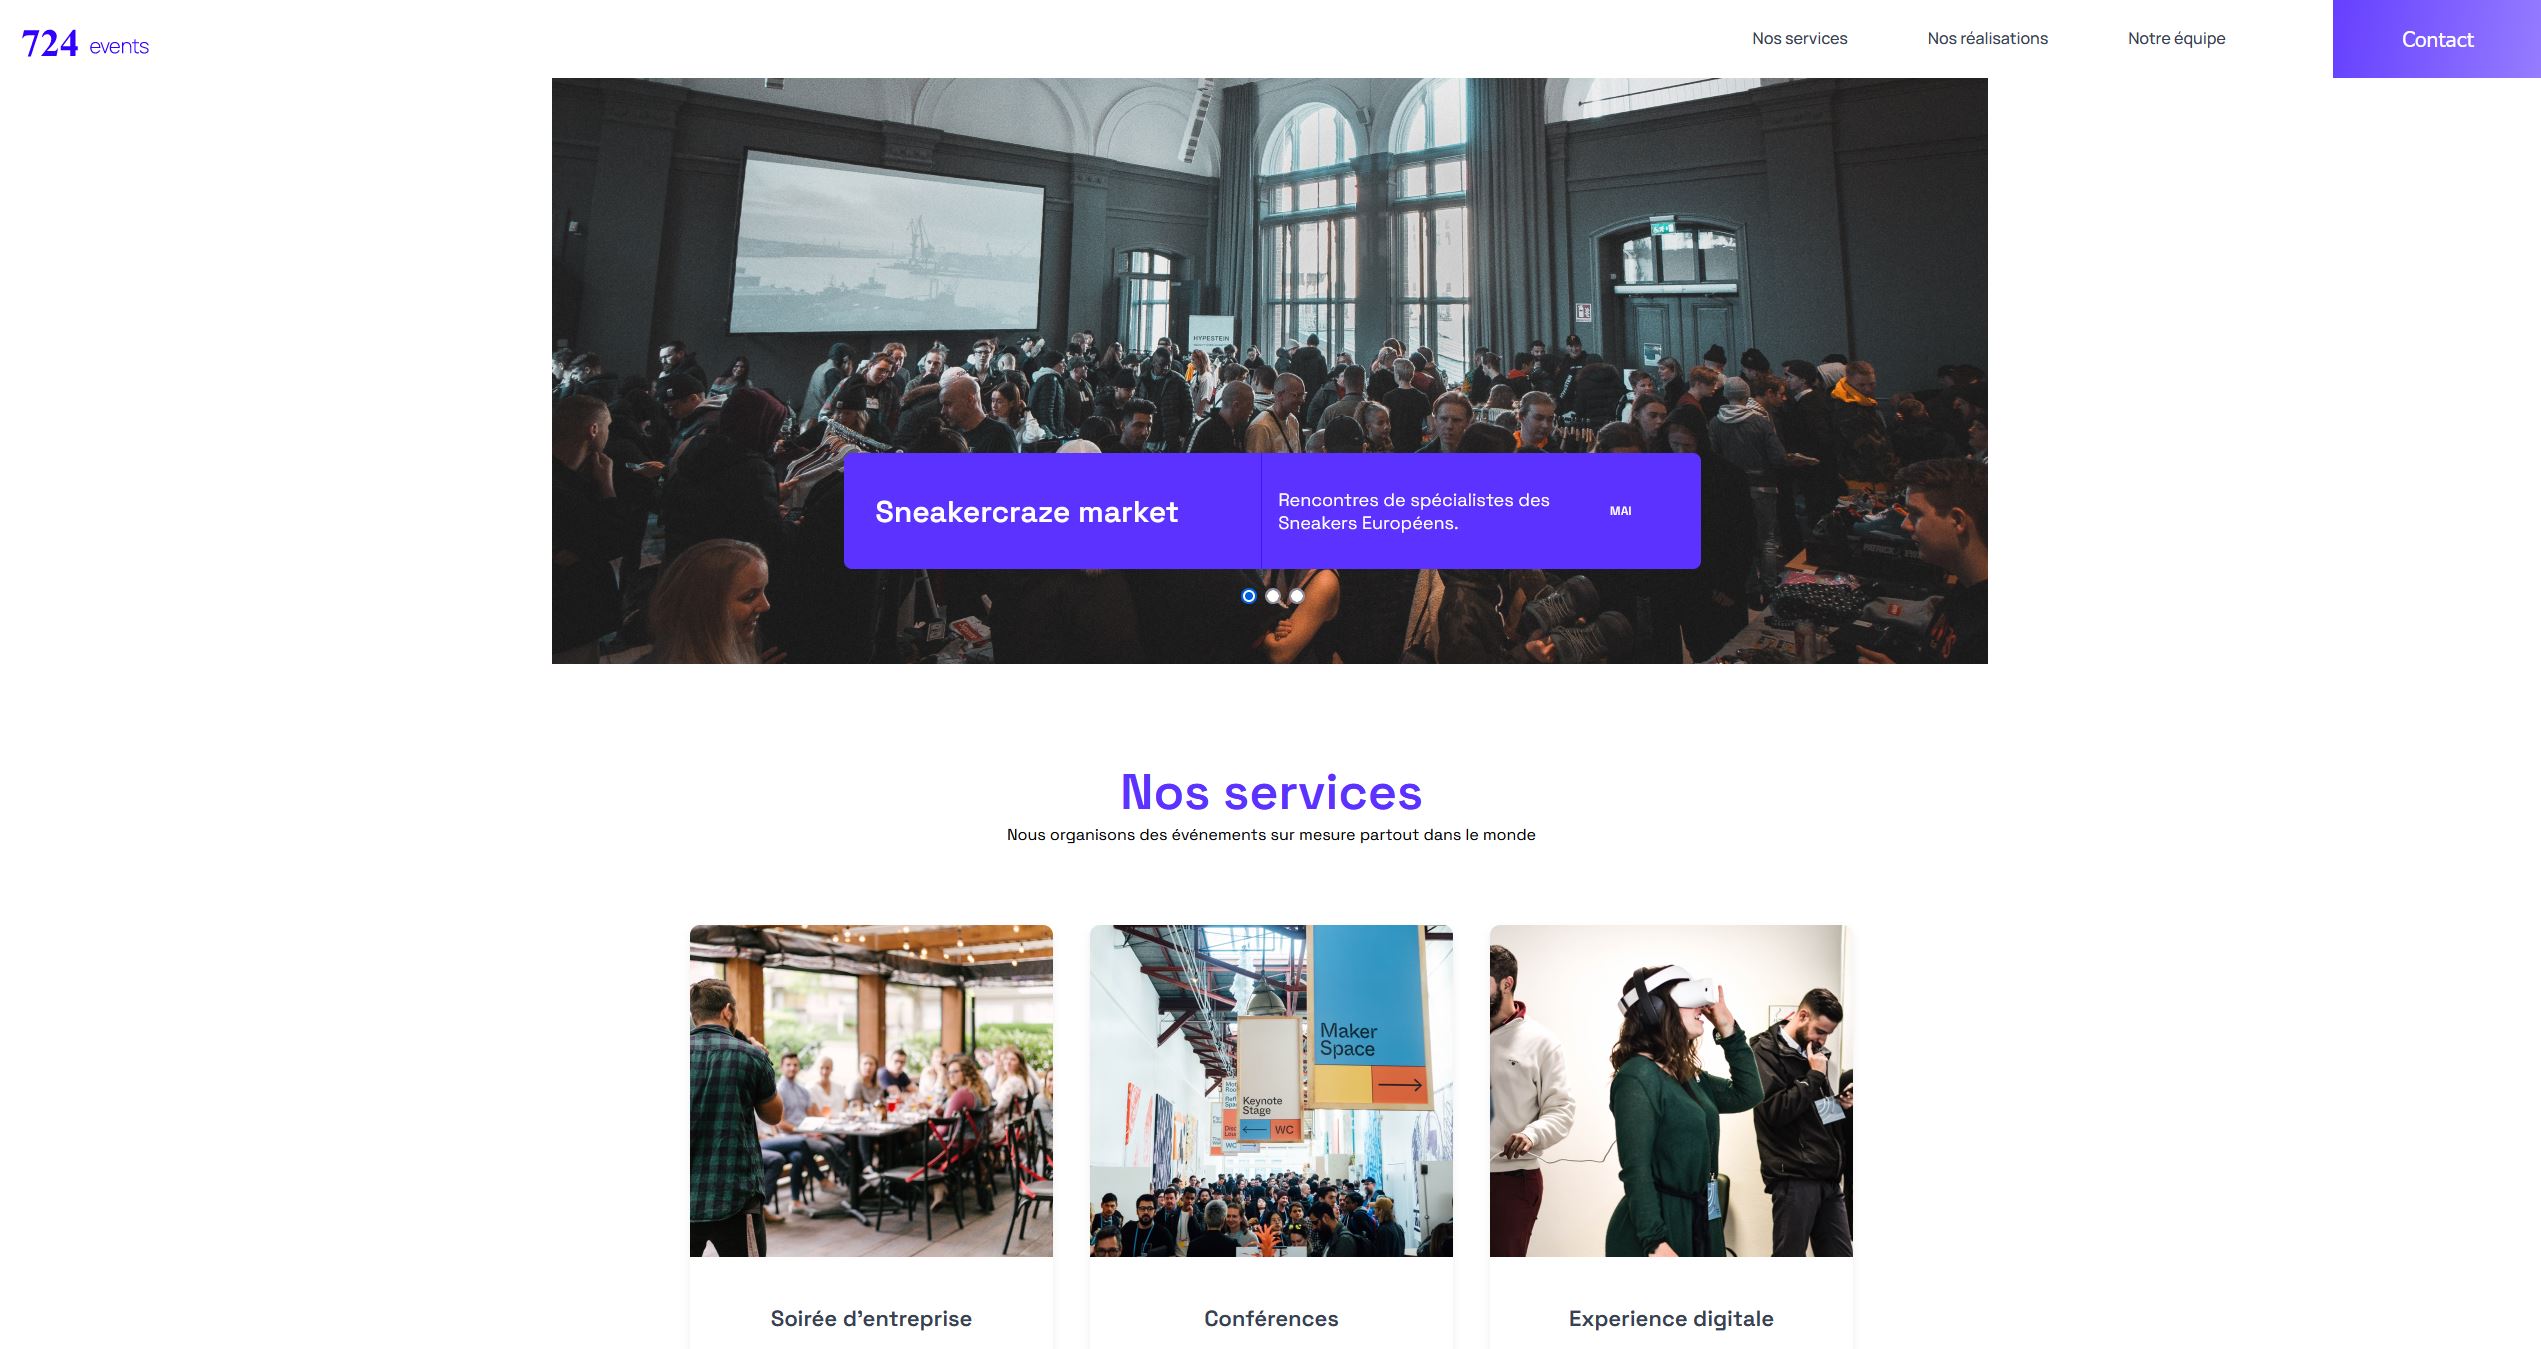 724 events
Nos services
Nos réalisations
Notre équipe
Contact
HYPESTEIN
Sneakercraze market
Rencontres de spécialistes des
Sneakers Européens.
MAI
Nos services
Nous organisons des événements sur mesure partout dans le monde
Maker
Space
Keynote
Stage
WC
WC
Soirée d’entreprise
Conférences
Experience digitale